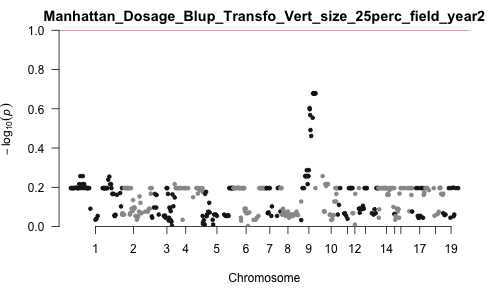 Manhattan_Dosage_Blup_Transfo_Vert_size_25perc_field_year2
1.0
0.8
0.6
0.4
0.2
0.0
− log10(p)
1 2 3 4 5 6 7 8 9 10 12 14 17 19
Chromosome